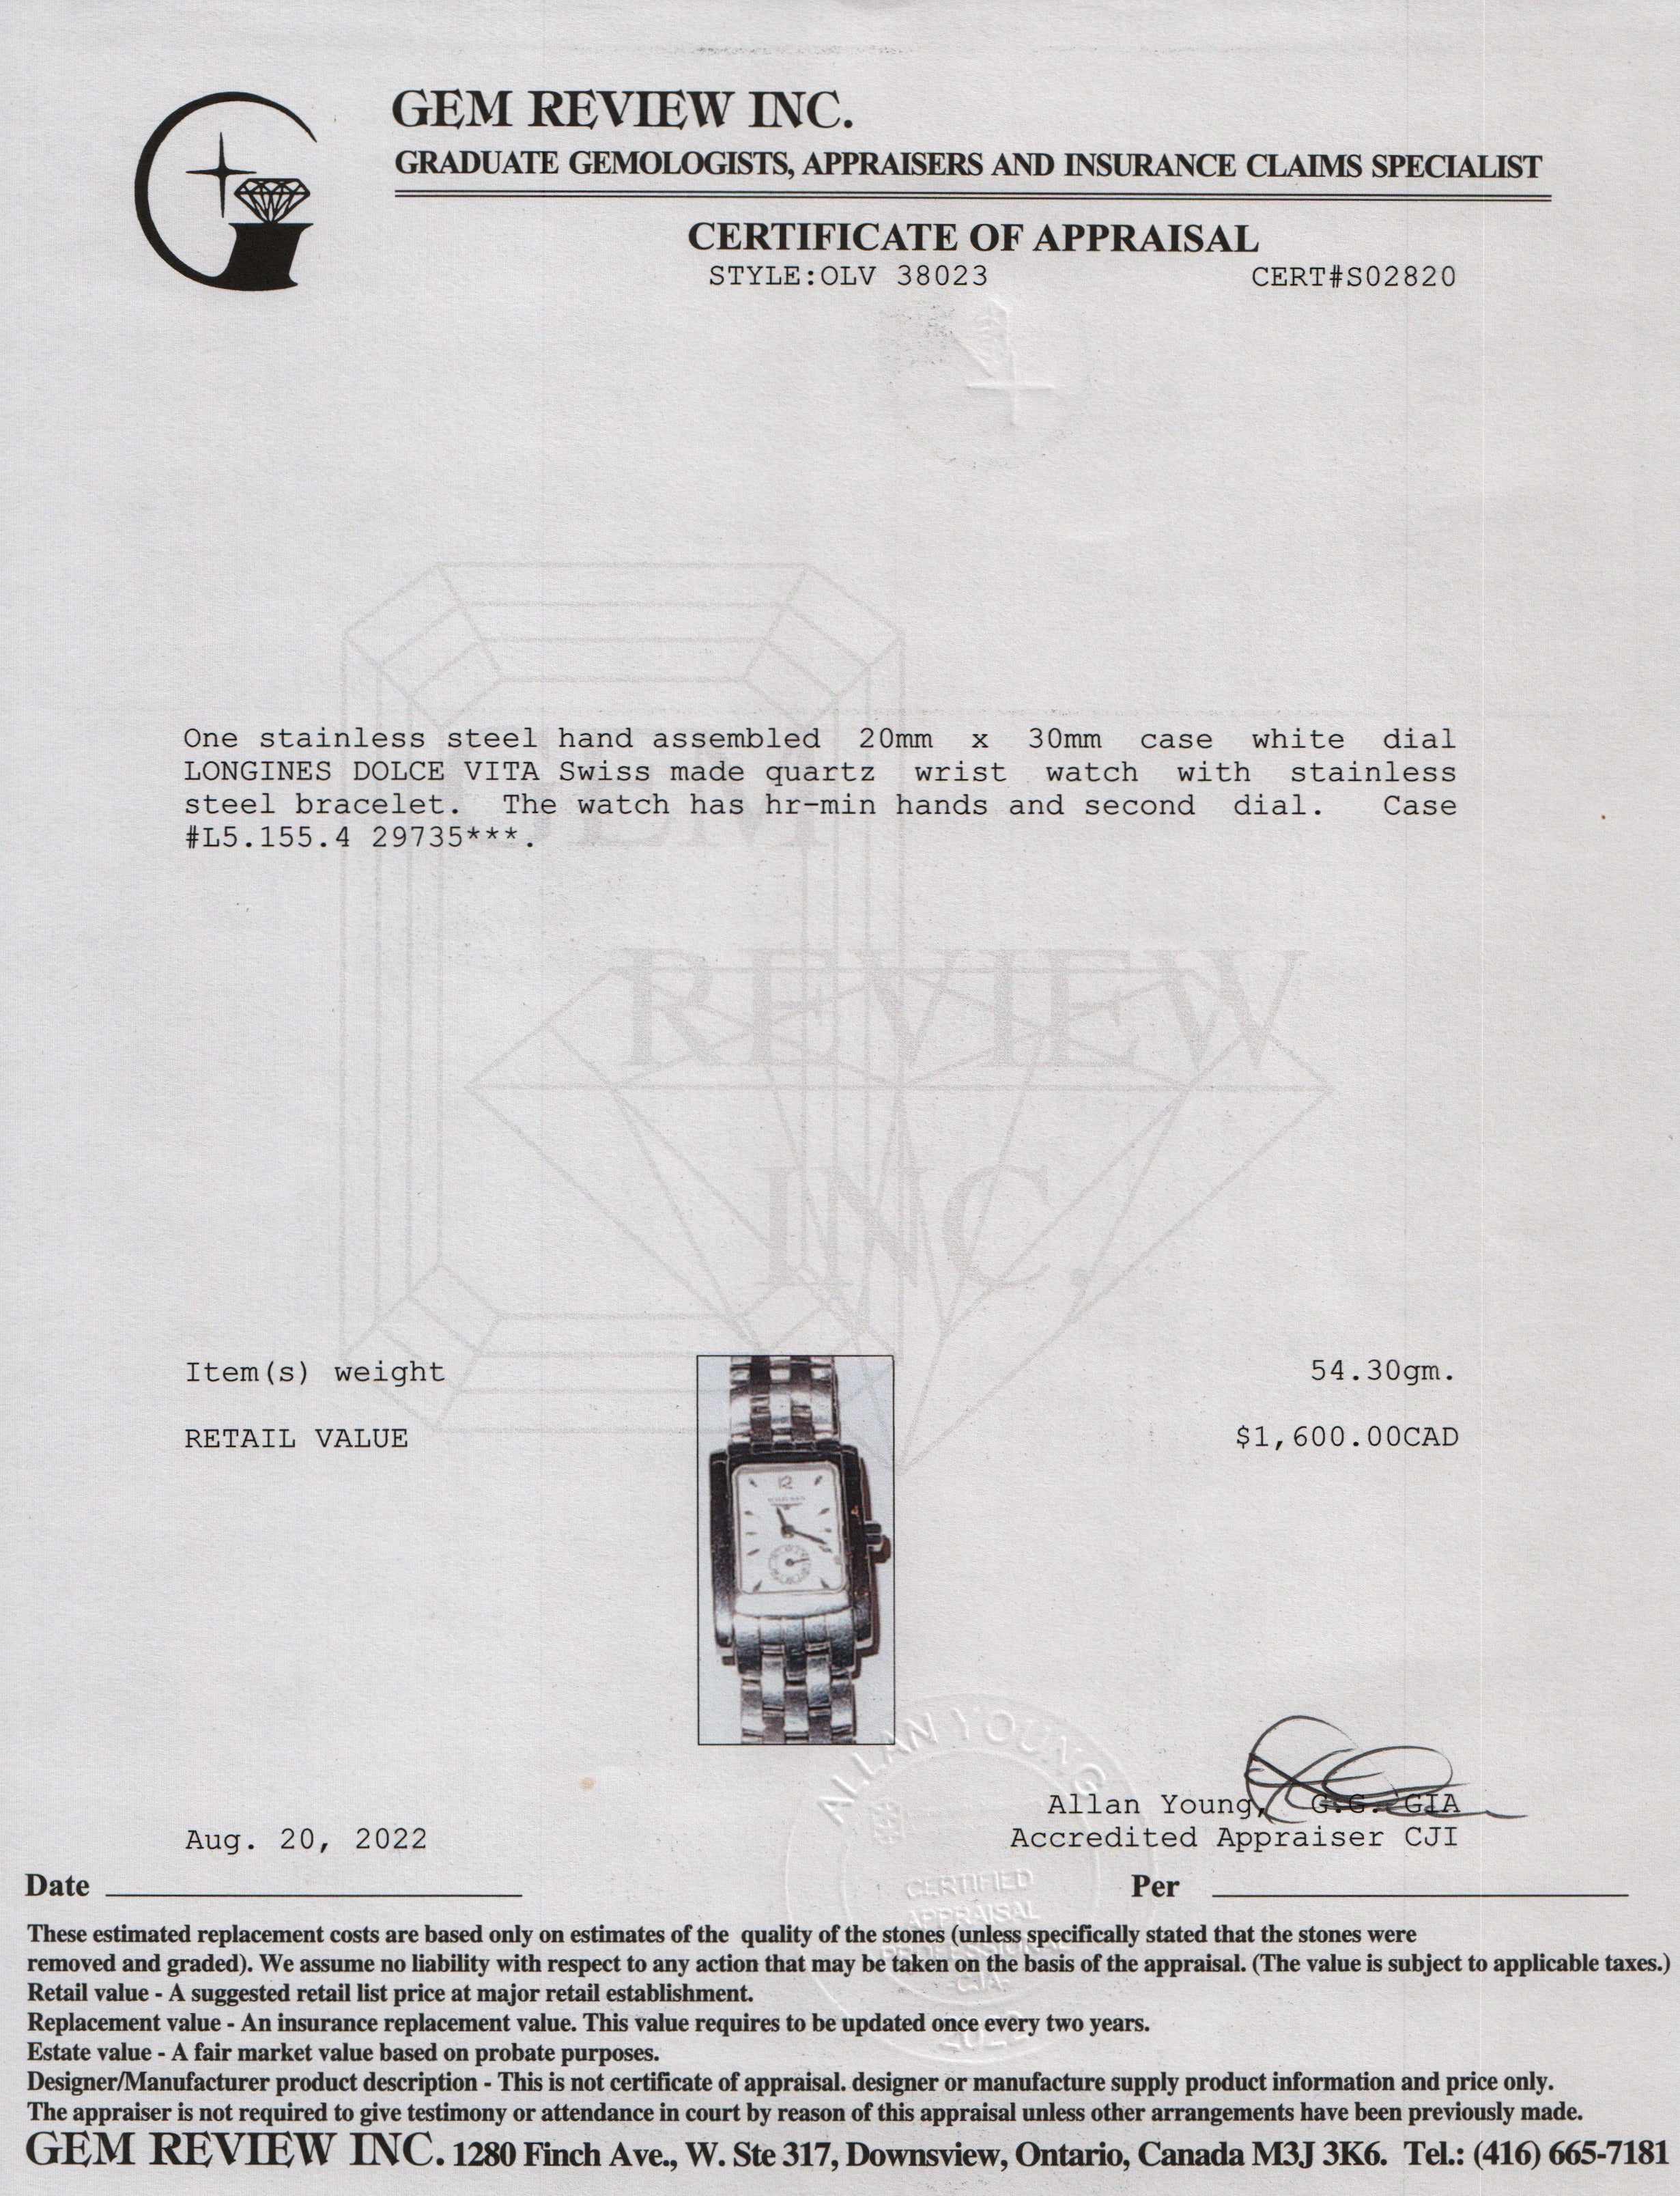 GEM REVIEW INC.
GRADUATE GEMOLOGISTS, APPRAISERS AND INSURANCE CLAIMS SPECIALIST
CERTIFICATE OF APPRAISAL
STYLE:OLV 38023 CERT#S02820
One stainless steel hand assembled 20mm x 30mm case white dial
LONGINES DOLCE VITA Swiss made quartz wrist watch with stainless
steel bracelet. The watch has hr-min hands and second dial. Case
#L5.155.4 29735***.
GEM
REVIEW
INC.
Item(s) weight 54.30gm.
RETAIL VALUE $1,600.00CAD
12
ALLAN YOUNG
CERTIFIED
APPRAISAL
PROFESSIONAL
Allan Young, G.G. GIA
Aug. 20, 2022 Accredited Appraiser CJI
Date Per
These estimated replacement costs are based only on estimates of the quality of the stones (unless specifically stated that the stones were
removed and graded). We assume no liability with respect to any action that may be taken on the basis of the appraisal. (The value is subject to applicable taxes.)
Retail value - A suggested retail list price at major retail establishment.
Replacement value - An insurance replacement value. This value requires to be updated once every two years.
Estate value - A fair market value based on probate purposes.
Designer/Manufacturer product description - This is not certificate of appraisal. designer or manufacture supply product information and price only.
The appraiser is not required to give testimony or attendance in court by reason of this appraisal unless other arrangements have been previously made.
GEM REVIEW INC. 1280 Finch Ave., W. Ste 317, Downsview, Ontario, Canada M3J 3K6. Tel.: (416) 665-7181